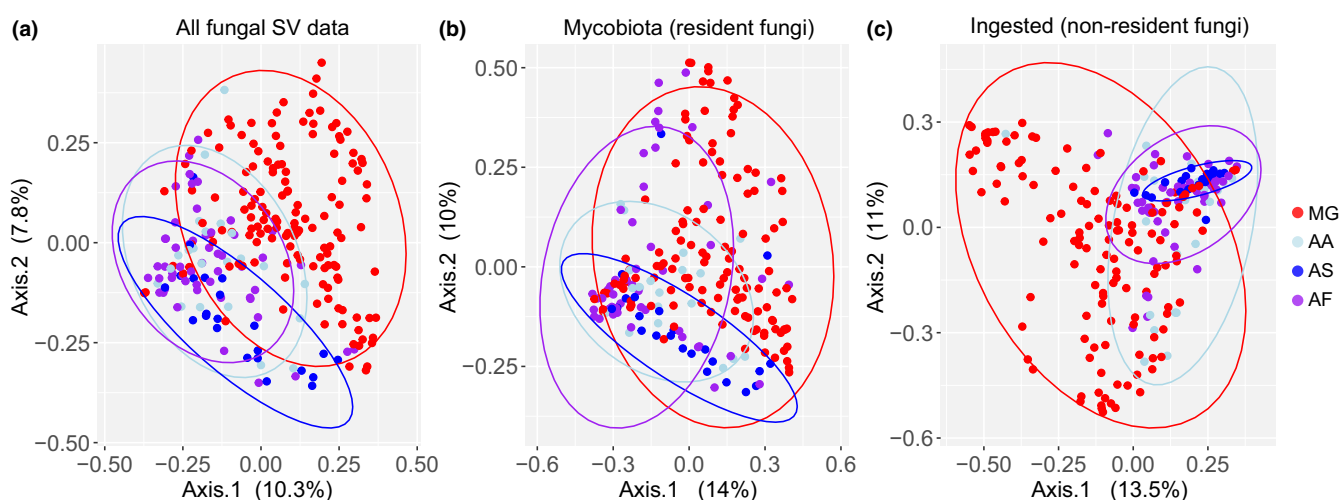 (a) All fungal SV data
0.25
0.00
−0.25
−0.50
Axis.2 (7.8%)
−0.50 −0.25 0.00 0.25 0.50
Axis.1 (10.3%)
(b) Mycobiota (resident fungi)
0.50
0.25
0.00
−0.25
Axis.2 (10%)
−0.6 −0.3 0.0 0.3 0.6
Axis.1 (14%)
(c) Ingested (non-resident fungi)
0.3
0.0
−0.3
−0.6
Axis.2 (11%)
−0.50 −0.25 0.00 0.25
Axis.1 (13.5%)
MG
AA
AS
AF